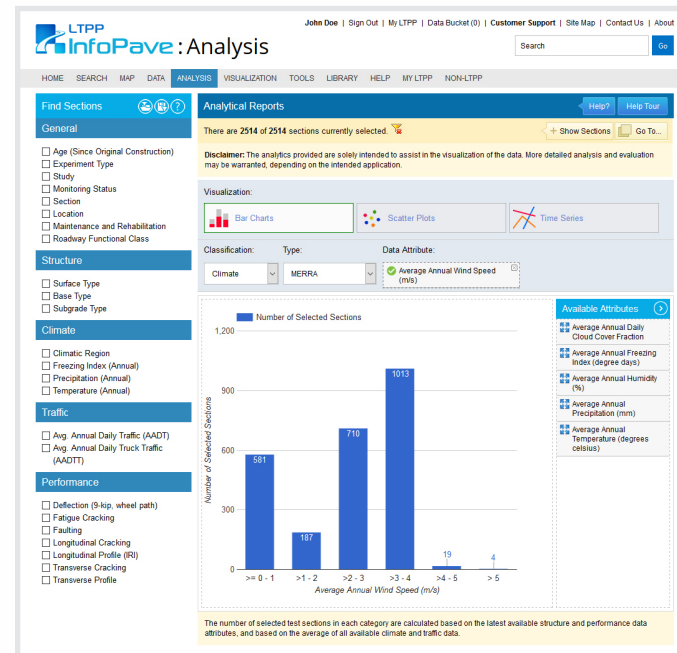 LTPP
InfoPave : Analysis
John Doe | Sign Out | My LTPP | Data Bucket (0) | Customer Support | Site Map | Contact Us | About
Search
Go
HOME SEARCH MAP DATA ANALYSIS VISUALIZATION TOOLS LIBRARY HELP MY LTPP NON-LTPP
Find Sections
?
General
Age (Since Original Construction)
Experiment Type
Study
Monitoring Status
Section
Location
Maintenance and Rehabilitation
Roadway Functional Class
Structure
Surface Type
Base Type
Subgrade Type
Climate
Climatic Region
Freezing Index (Annual)
Precipitation (Annual)
Temperature (Annual)
Traffic
Avg. Annual Daily Traffic (AADT)
Avg. Annual Daily Truck Traffic
(AADTT)
Performance
Deflection (9-kip, wheel path)
Fatigue Cracking
Faulting
Longitudinal Cracking
Longitudinal Profile (IRI)
Transverse Cracking
Transverse Profile
Analytical Reports
Help?
Help Tour
There are 2514 of 2514 sections currently selected.
+ Show Sections
Go To...
Disclaimer: The analytics provided are solely intended to assist in the visualization of the data. More detailed analysis and evaluation
may be warranted, depending on the intended application.
Visualization:
Bar Charts
Scatter Plots
Time Series
Classification:
Type:
Data Attribute:
Climate
MERRA
Average Annual Wind Speed
(m/s)
Number of Selected Sections
1,200
900
600
300
0
Number of Selected Sections
581
187
710
1013
19
4
>= 0 - 1
>1 - 2
>2 - 3
>3 - 4
>4 - 5
> 5
Average Annual Wind Speed (m/s)
Available Attributes
Average Annual Daily
Cloud Cover Fraction
Average Annual Freezing
Index (degree days)
Average Annual Humidity
(%)
Average Annual
Precipitation (mm)
Average Annual
Temperature (degrees
celsius)
The number of selected test sections in each category are calculated based on the latest available structure and performance data
attributes, and based on the average of all available climate and traffic data.